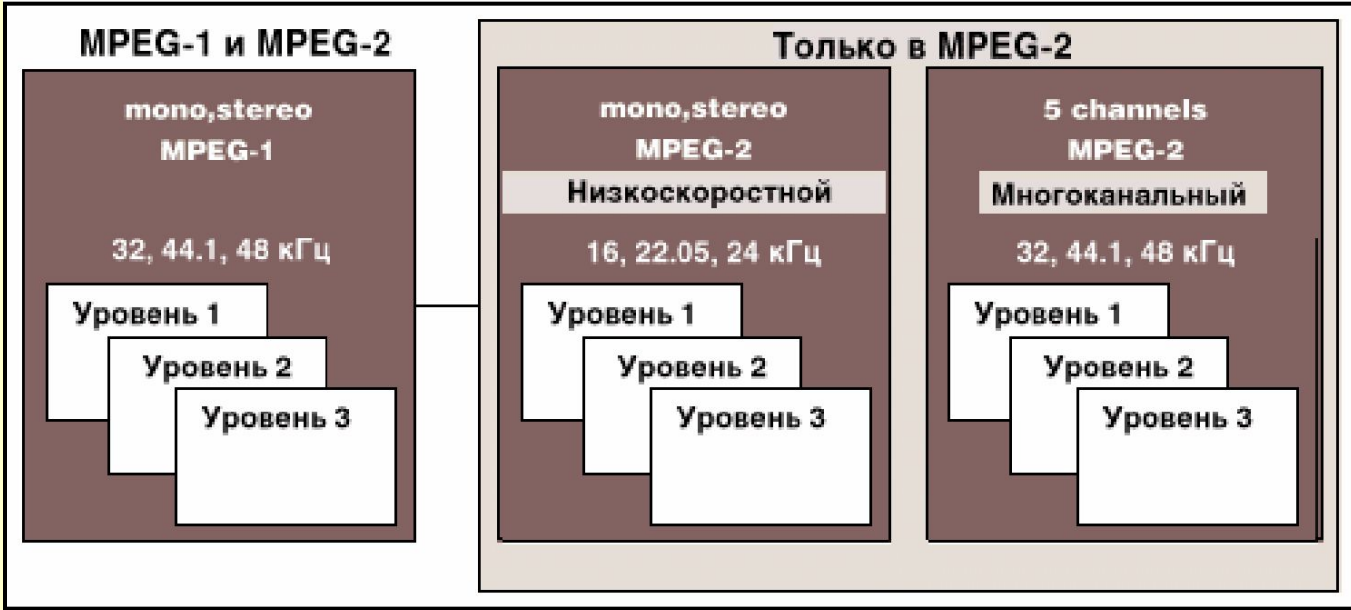 MPEG-1 и MPEG-2
mono,stereo
MPEG-1
32, 44.1, 48 кГц
Уровень 1
Уровень 2
Уровень 3
Только в MPEG-2
mono,stereo
MPEG-2
Низкоскоростной
16, 22.05, 24 кГц
Уровень 1
Уровень 2
Уровень 3
5 channels
MPEG-2
Многоканальный
32, 44.1, 48 кГц
Уровень 1
Уровень 2
Уровень 3